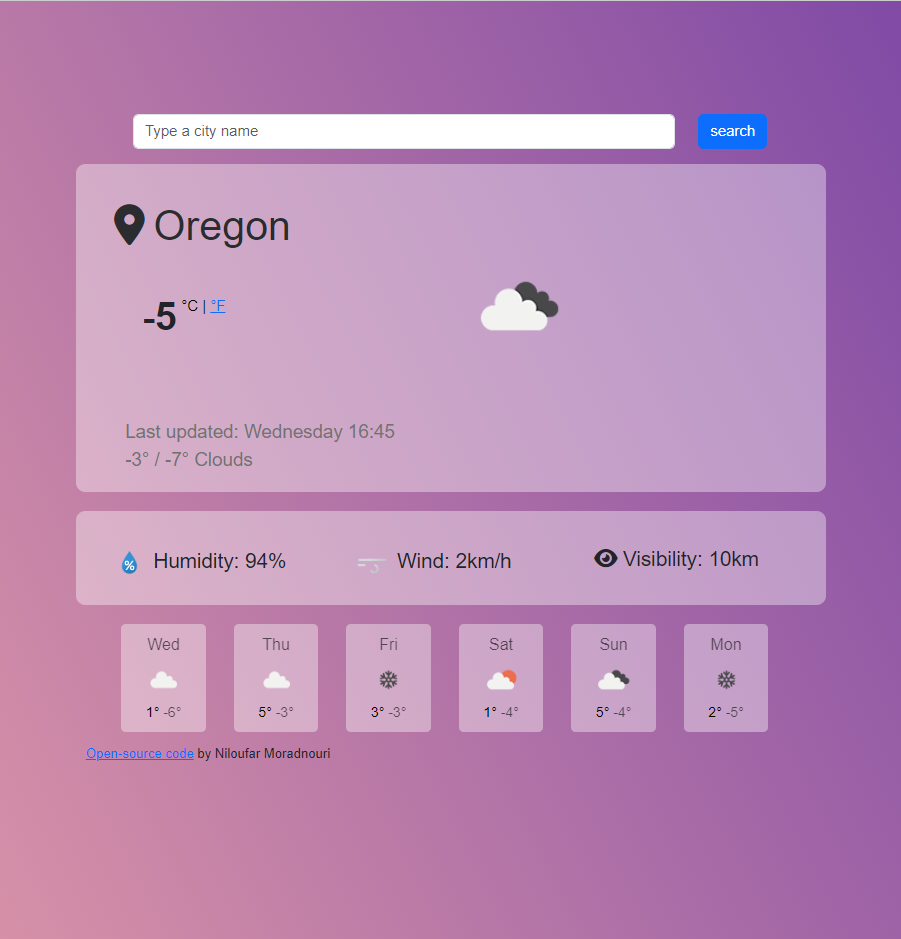 Type a city name
search
Oregon
-5 °C | °F
Last updated: Wednesday 16:45
-3° / -7° Clouds
% Humidity: 94%
Wind: 2km/h
Visibility: 10km
Wed Thu Fri Sat Sun Mon
1° -6° 5° -3° 3° -3° 1° -4° 5° -4° 2° -5°
Open-source code by Niloufar Moradnouri